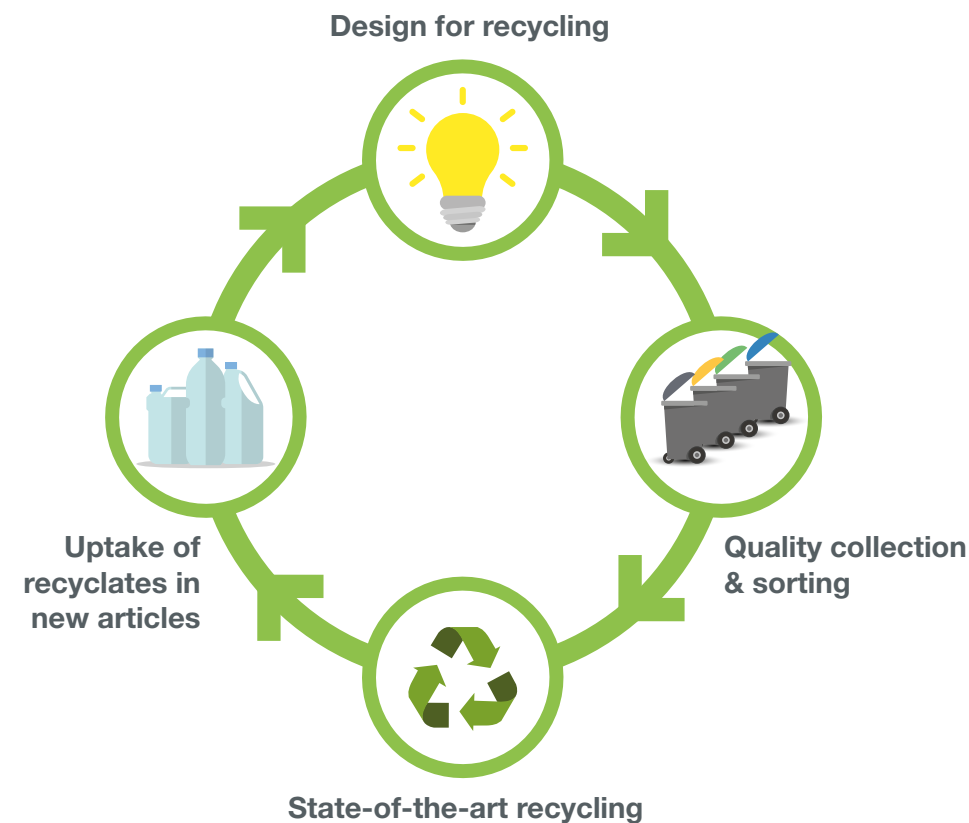 Design for recycling
Quality collection
& sorting
State-of-the-art recycling
Uptake of
recyclates in
new articles